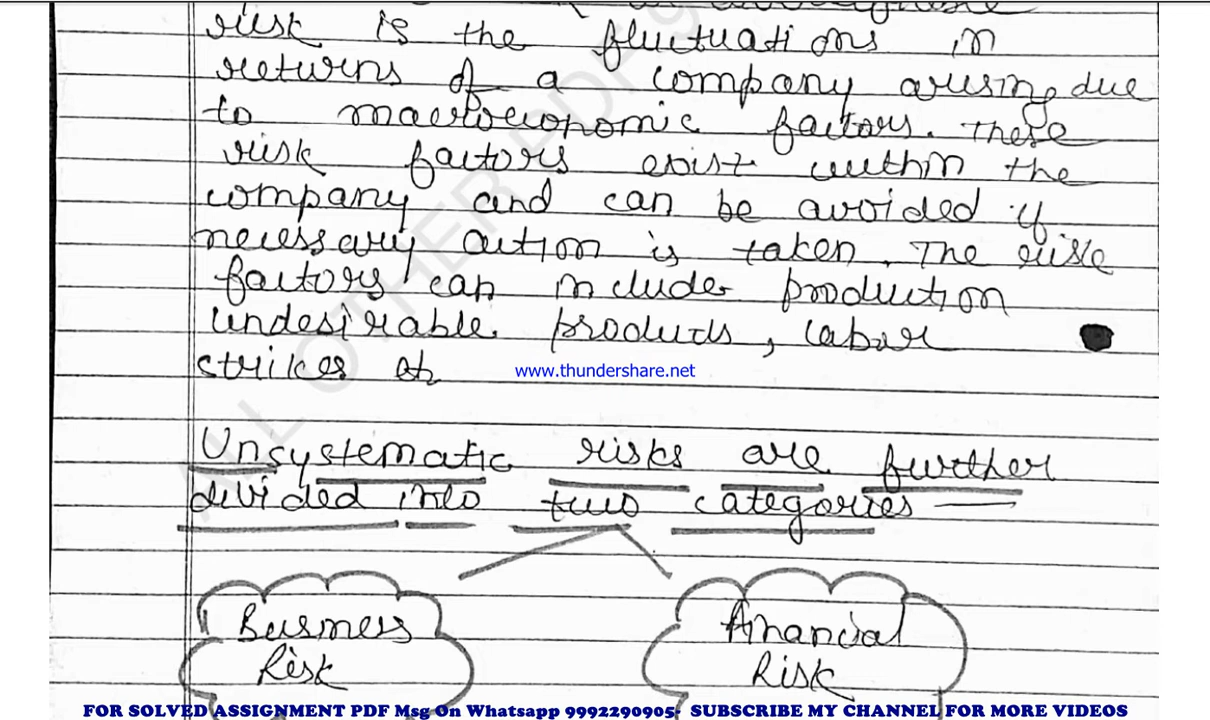 risk is the fluctuations in
returns of a company arising due
to macroeconomic factors. These
risk factors exist within the
company and can be avoided if
necessary action is taken. The risk
factors can include production
undesirable products, labour
strikes etc
www.thundershare.net
Unsystematic risks are further
divided into two categories —
Business Risk
Financial Risk
FOR SOLVED ASSIGNMENT PDF Msg On Whatsapp 9992290905- SUBSCRIBE MY CHANNEL FOR MORE VIDEOS